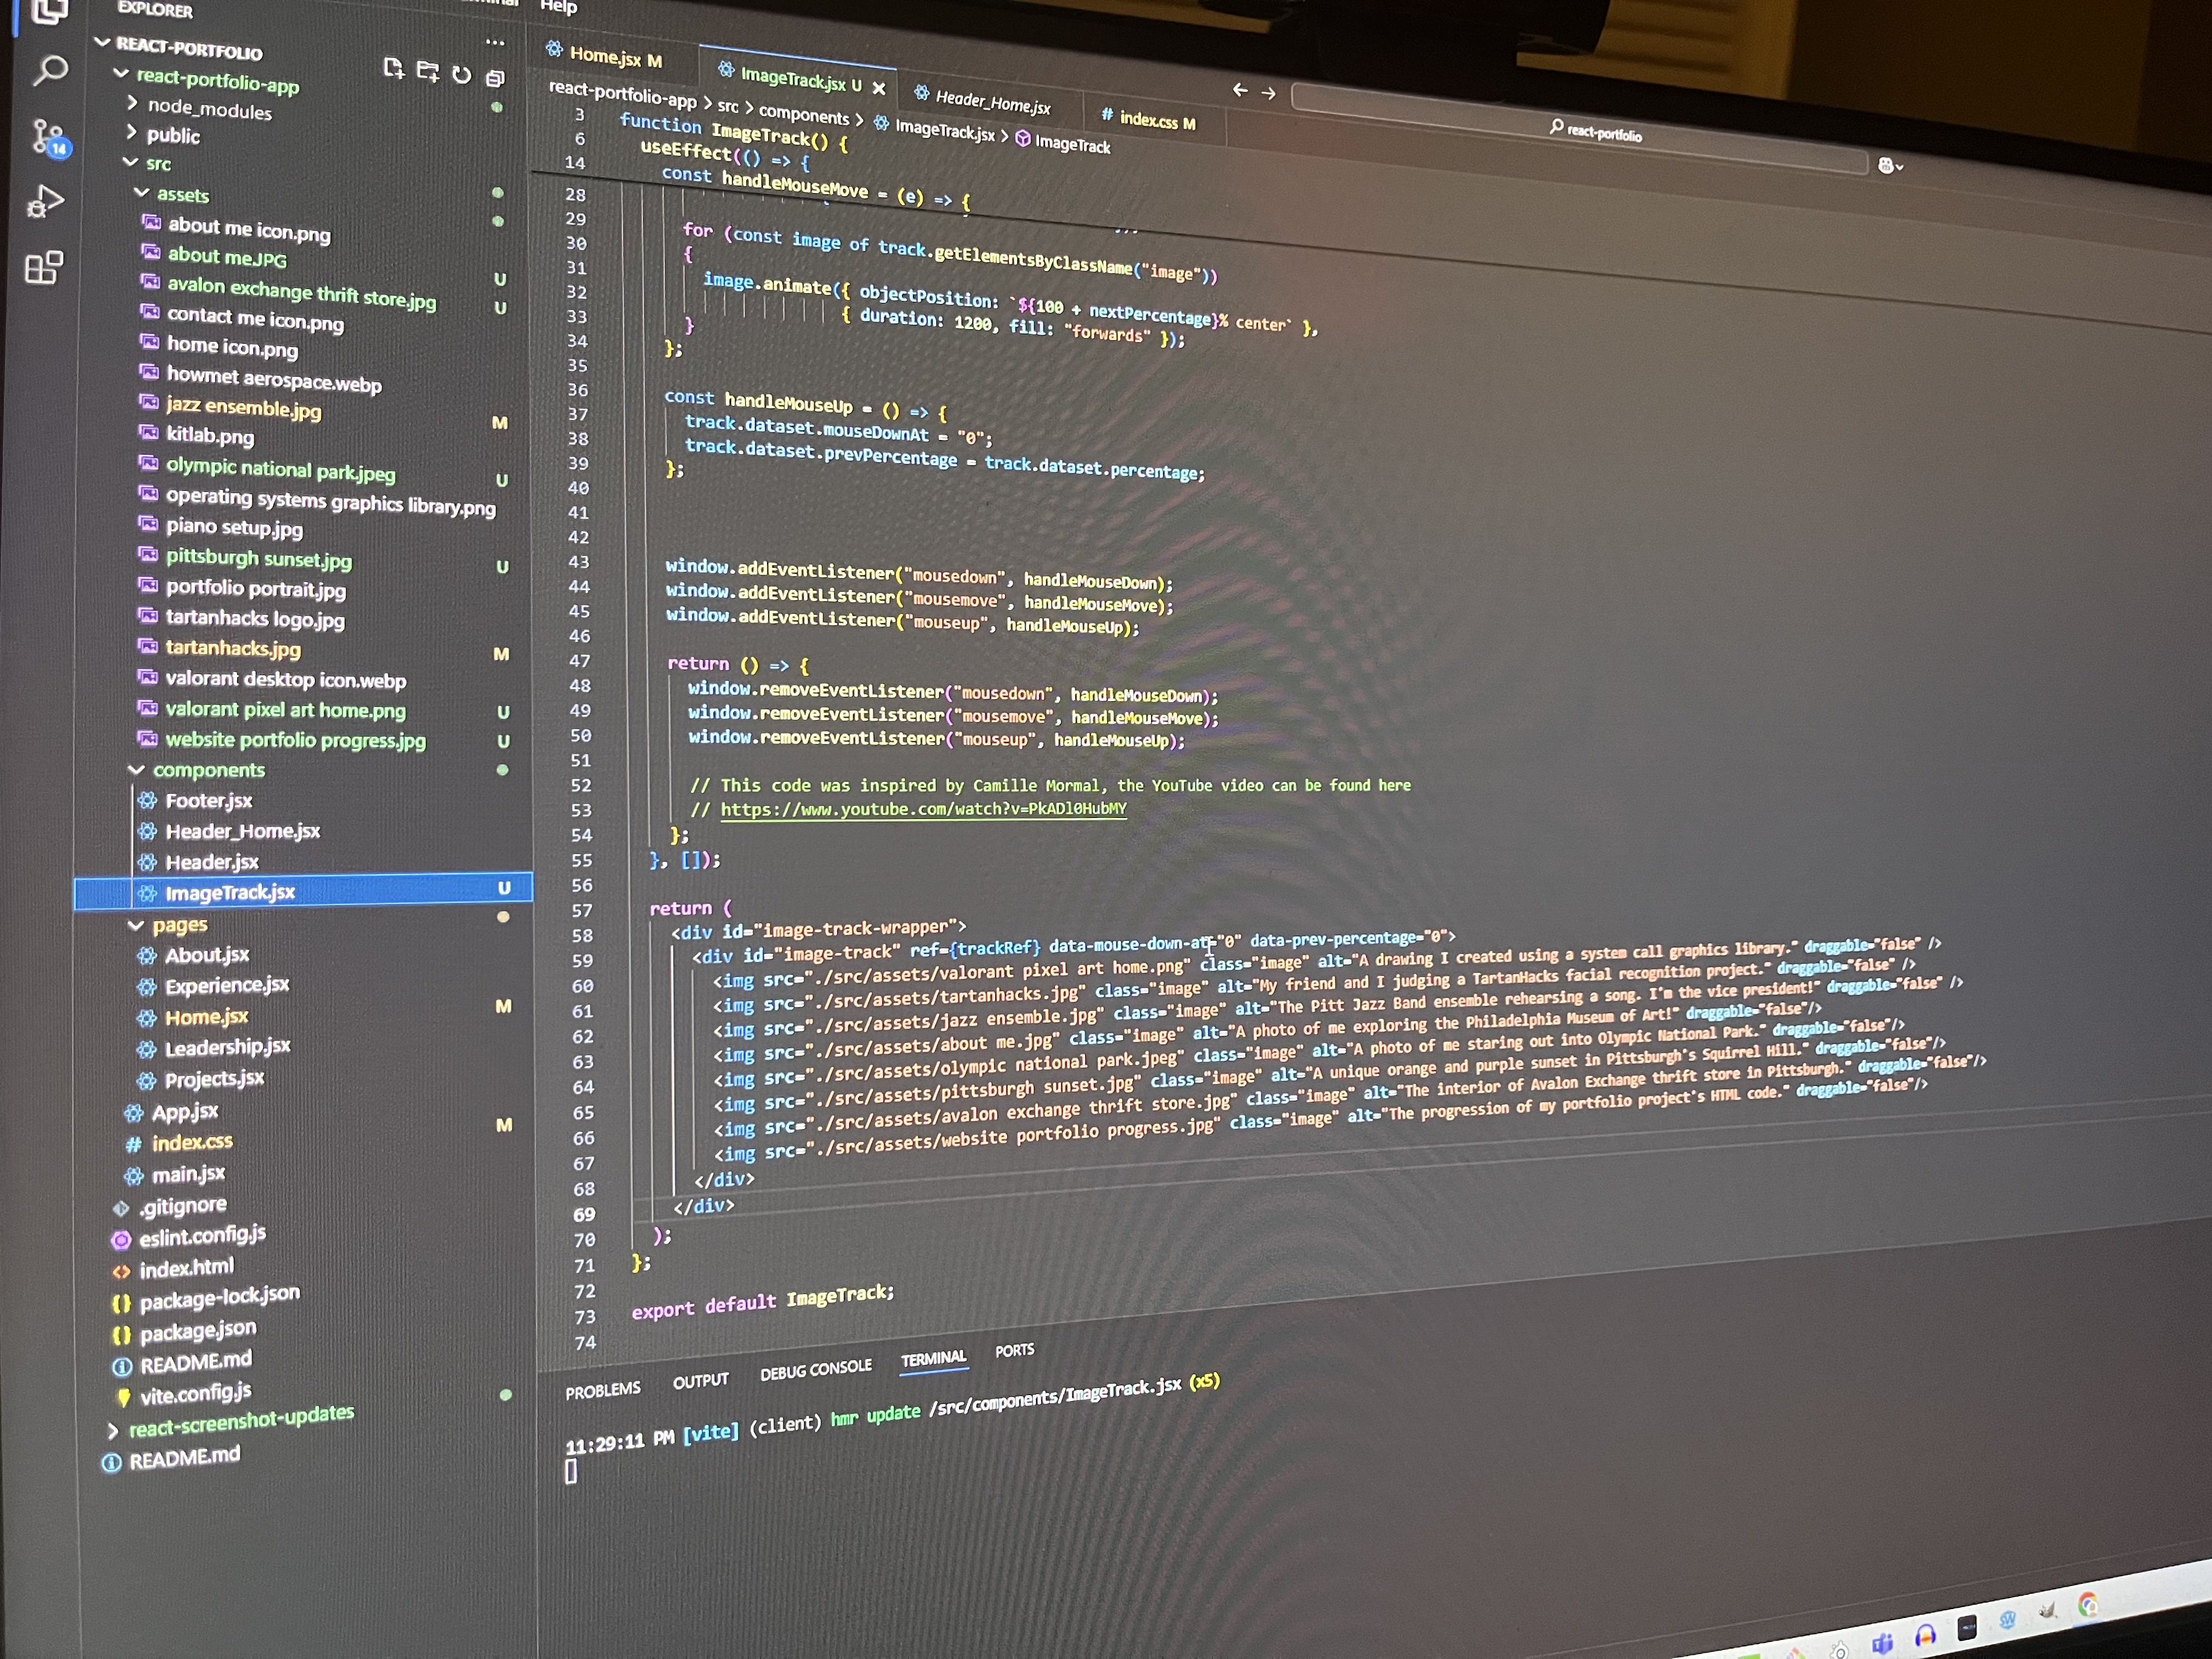 Help
EXPLORER
REACT-PORTFOLIO
react-portfolio-app
node_modules
public
src
assets
about me icon.png
about me.JPG
avalon exchange thrift store.jpg U
contact me icon.png U
home icon.png
howmet aerospace.webp
jazz ensemble.jpg
kitlab.png M
olympic national park.jpeg
operating systems graphics library.png U
piano setup.jpg
pittsburgh sunset.jpg U
portfolio portrait.jpg
tartanhacks logo.jpg
tartanhacks.jpg M
valorant desktop icon.webp
valorant pixel art home.png U
website portfolio progress.jpg U
components
Footer.jsx
Header_Home.jsx
Header.jsx
ImageTrack.jsx U
pages
About.jsx
Experience.jsx
Home.jsx M
Leadership.jsx
Projects.jsx
App.jsx
index.css M
main.jsx
.gitignore
eslint.config.js
index.html
package-lock.json
package.json
README.md
vite.config.js
react-screenshot-updates
README.md
14
Home.jsx M
ImageTrack.jsx U
Header_Home.jsx
# index.css M
react-portfolio
react-portfolio-app > src > components > ImageTrack.jsx > ImageTrack
3 function ImageTrack() {
6 useEffect(() => {
14 const handleMouseMove = (e) => {
28
29 for (const image of track.getElementsByClassName("image"))
30 {
31 image.animate({ objectPosition: `${100 + nextPercentage}% center` },
32 { duration: 1200, fill: "forwards" });
33 }
34 };
35
36 const handleMouseUp = () => {
37 track.dataset.mouseDownAt = "0";
38 track.dataset.prevPercentage = track.dataset.percentage;
39 };
40
41
42
43 window.addEventListener("mousedown", handleMouseDown);
44 window.addEventListener("mousemove", handleMouseMove);
45 window.addEventListener("mouseup", handleMouseUp);
46
47 return () => {
48 window.removeEventListener("mousedown", handleMouseDown);
49 window.removeEventListener("mousemove", handleMouseMove);
50 window.removeEventListener("mouseup", handleMouseUp);
51
52 // This code was inspired by Camille Mormal, the YouTube video can be found here
53 // https://www.youtube.com/watch?v=PkADl0HubMY
54 };
55 }, []);
56
57 return (
58 <div id="image-track-wrapper">
59 <div id="image-track" ref={trackRef} data-mouse-down-at="0" data-prev-percentage="0">
60 <img src="./src/assets/valorant pixel art home.png" class="image" alt="A drawing I created using a system call graphics library." draggable="false" />
61 <img src="./src/assets/tartanhacks.jpg" class="image" alt="My friend and I judging a TartanHacks facial recognition project." draggable="false" />
62 <img src="./src/assets/jazz ensemble.jpg" class="image" alt="The Pitt Jazz Band ensemble rehearsing a song. I'm the vice president!" draggable="false" />
63 <img src="./src/assets/about me.jpg" class="image" alt="A photo of me exploring the Philadelphia Museum of Art!" draggable="false"/>
64 <img src="./src/assets/olympic national park.jpeg" class="image" alt="A photo of me staring out into Olympic National Park." draggable="false"/>
65 <img src="./src/assets/pittsburgh sunset.jpg" class="image" alt="A unique orange and purple sunset in Pittsburgh's Squirrel Hill." draggable="false"/>
66 <img src="./src/assets/avalon exchange thrift store.jpg" class="image" alt="The interior of Avalon Exchange thrift store in Pittsburgh." draggable="false"/>
67 <img src="./src/assets/website portfolio progress.jpg" class="image" alt="The progression of my portfolio project's HTML code." draggable="false"/>
68 </div>
69 </div>
70 );
71 };
72
73 export default ImageTrack;
74
PROBLEMS OUTPUT DEBUG CONSOLE TERMINAL PORTS
11:29:11 PM [vite] (client) hmr update /src/components/ImageTrack.jsx (x5)